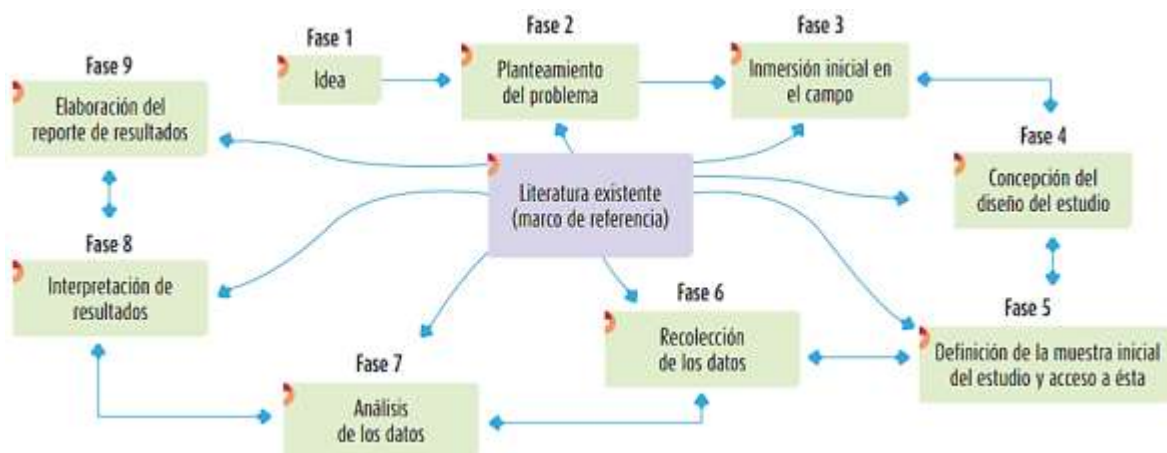 Fase 1
Idea
Fase 2
Planteamiento
del problema
Fase 3
Inmersión inicial en
el campo
Fase 4
Concepción del
diseño del estudio
Fase 5
Definición de la muestra inicial
del estudio y acceso a ésta
Fase 6
Recolección
de los datos
Fase 7
Análisis
de los datos
Fase 8
Interpretación de
resultados
Fase 9
Elaboración del
reporte de resultados
Literatura existente
(marco de referencia)